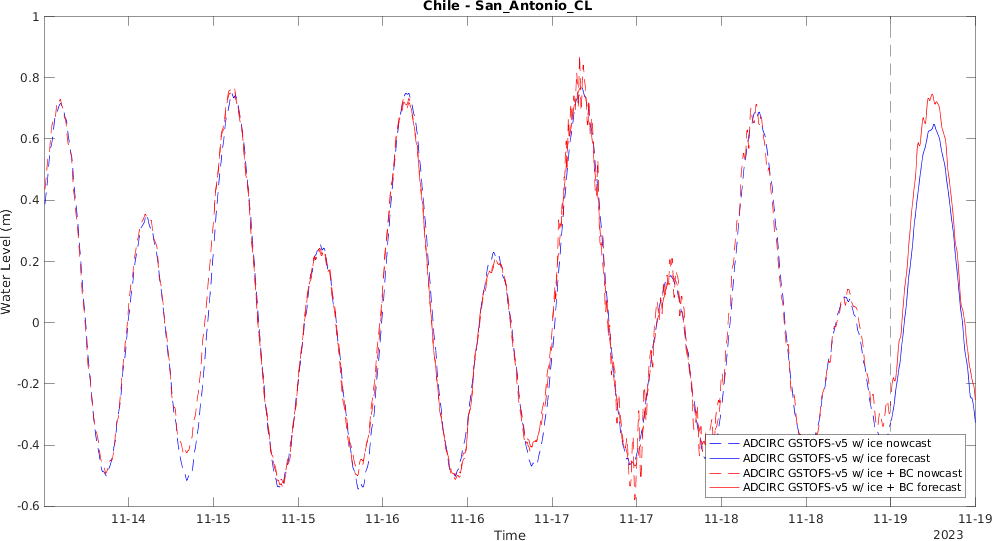 Chile - San_Antonio_CL
1
0.8
0.6
0.4
0.2
0
-0.2
-0.4
-0.6
Water Level (m)
ADCIRC GSTOFS-v5 w/ ice nowcast
ADCIRC GSTOFS-v5 w/ ice forecast
ADCIRC GSTOFS-v5 w/ ice + BC nowcast
ADCIRC GSTOFS-v5 w/ ice + BC forecast
11-14 11-15 11-15 11-16 11-16 11-17 11-17 11-18 11-18 11-19 11-19
Time
2023